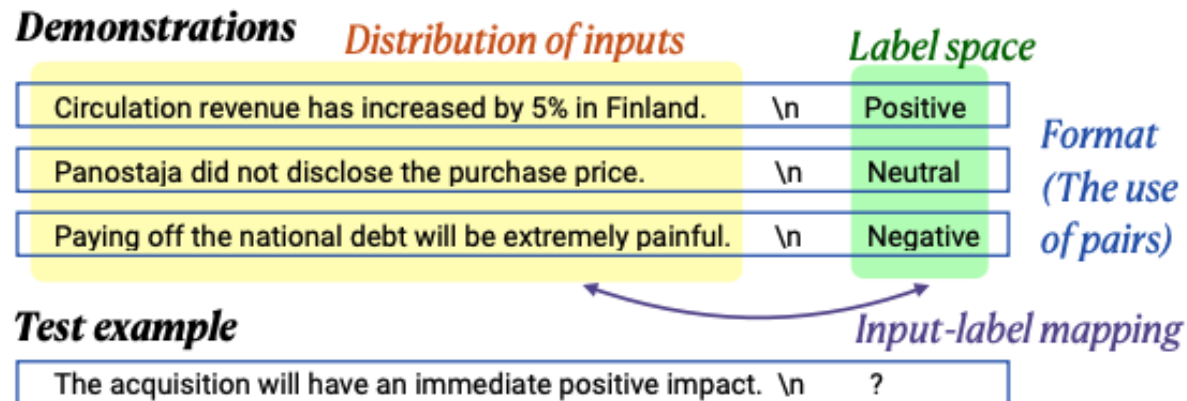 Demonstrations
Distribution of inputs
Label space
Circulation revenue has increased by 5% in Finland. \n Positive
Panostaja did not disclose the purchase price. \n Neutral
Paying off the national debt will be extremely painful. \n Negative
Format
(The use
of pairs)
Test example
Input-label mapping
The acquisition will have an immediate positive impact. \n ?